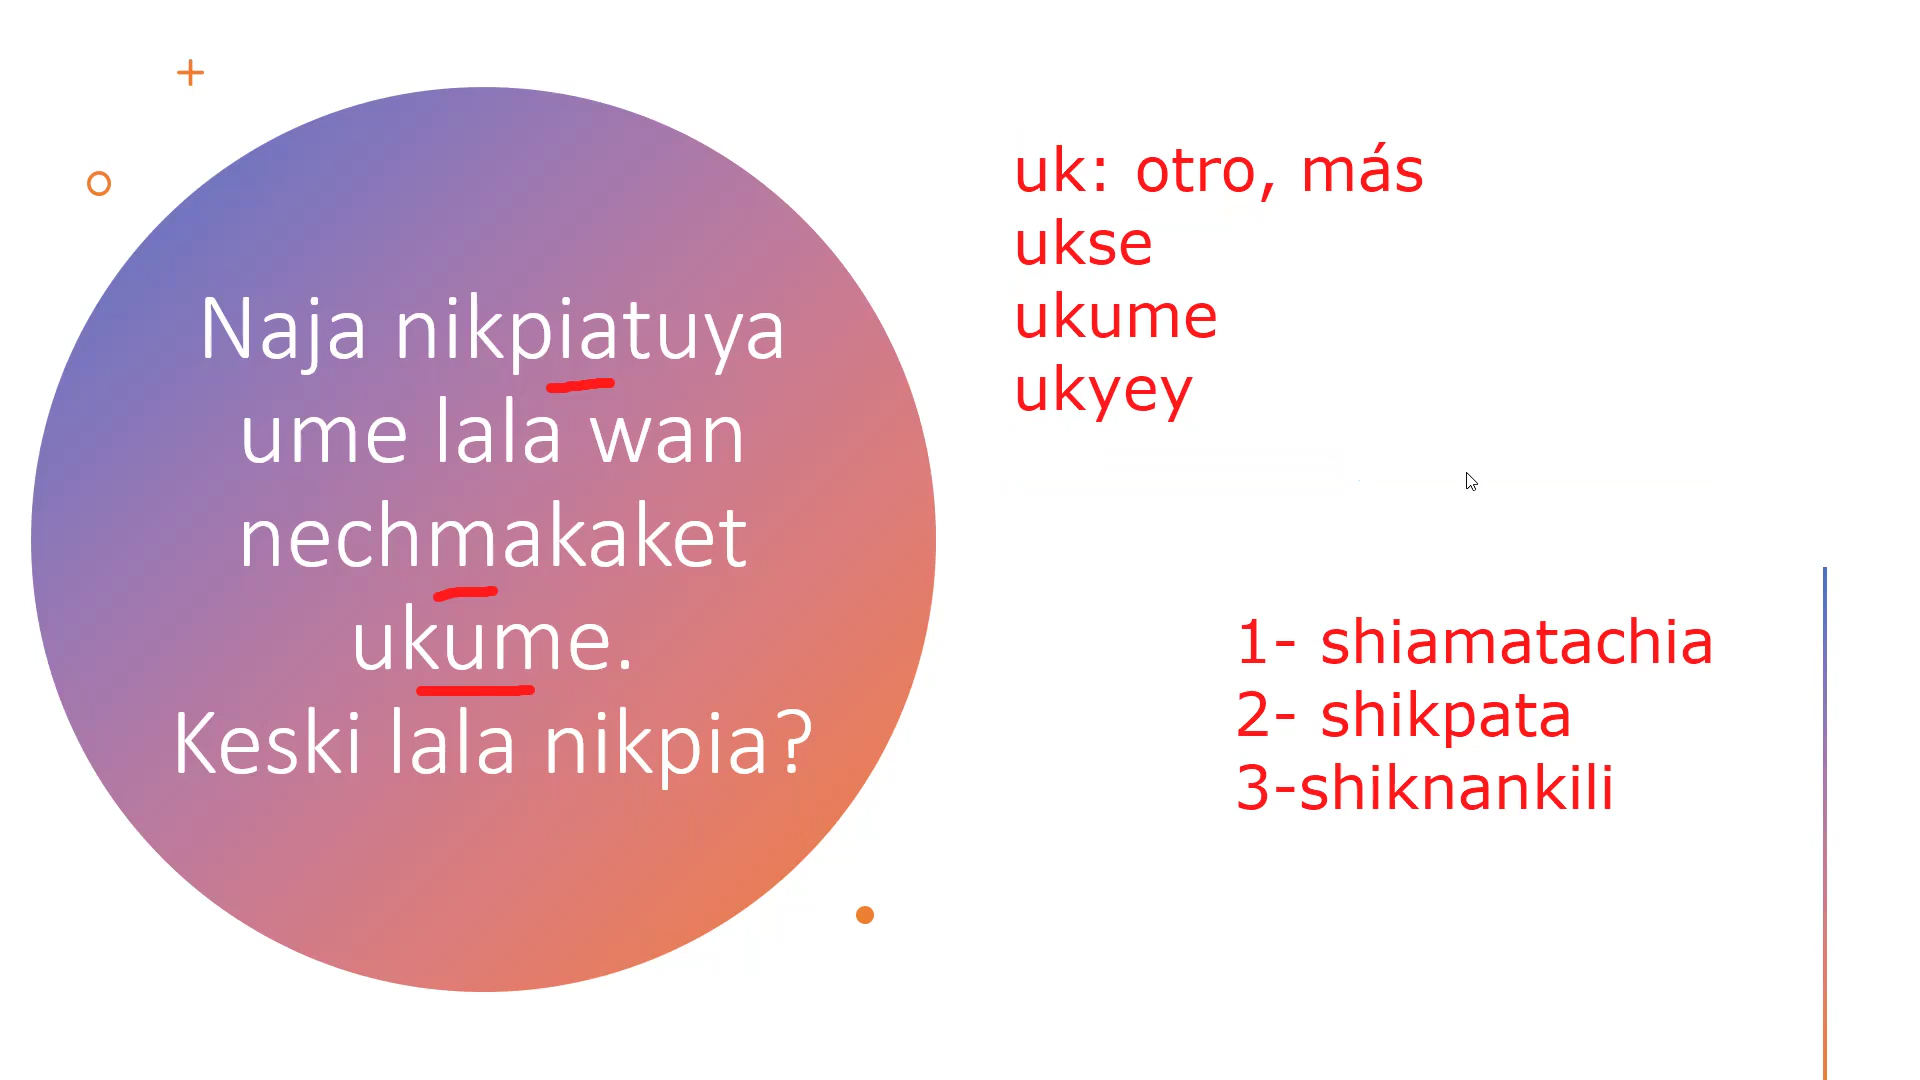 Naja nikpiatuya
ume lala wan
nechmakaket
ukume.
Keski lala nikpia?
uk: otro, más
ukse
ukume
ukyey
1- shiamatachia
2- shikpata
3-shiknankili